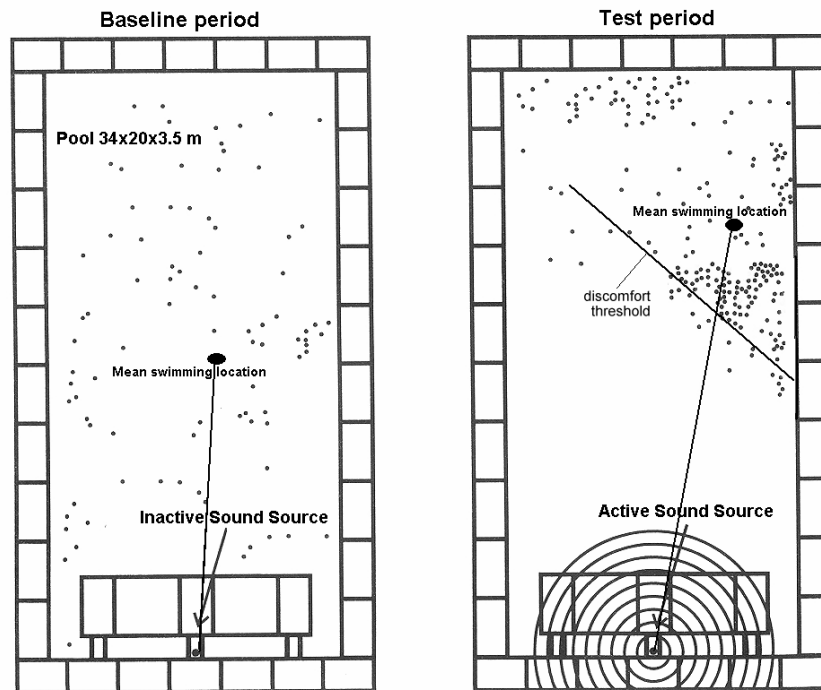 Baseline period
Pool 34x20x3.5 m
Mean swimming location
Inactive Sound Source
Test period
Mean swimming location
discomfort
threshold
Active Sound Source